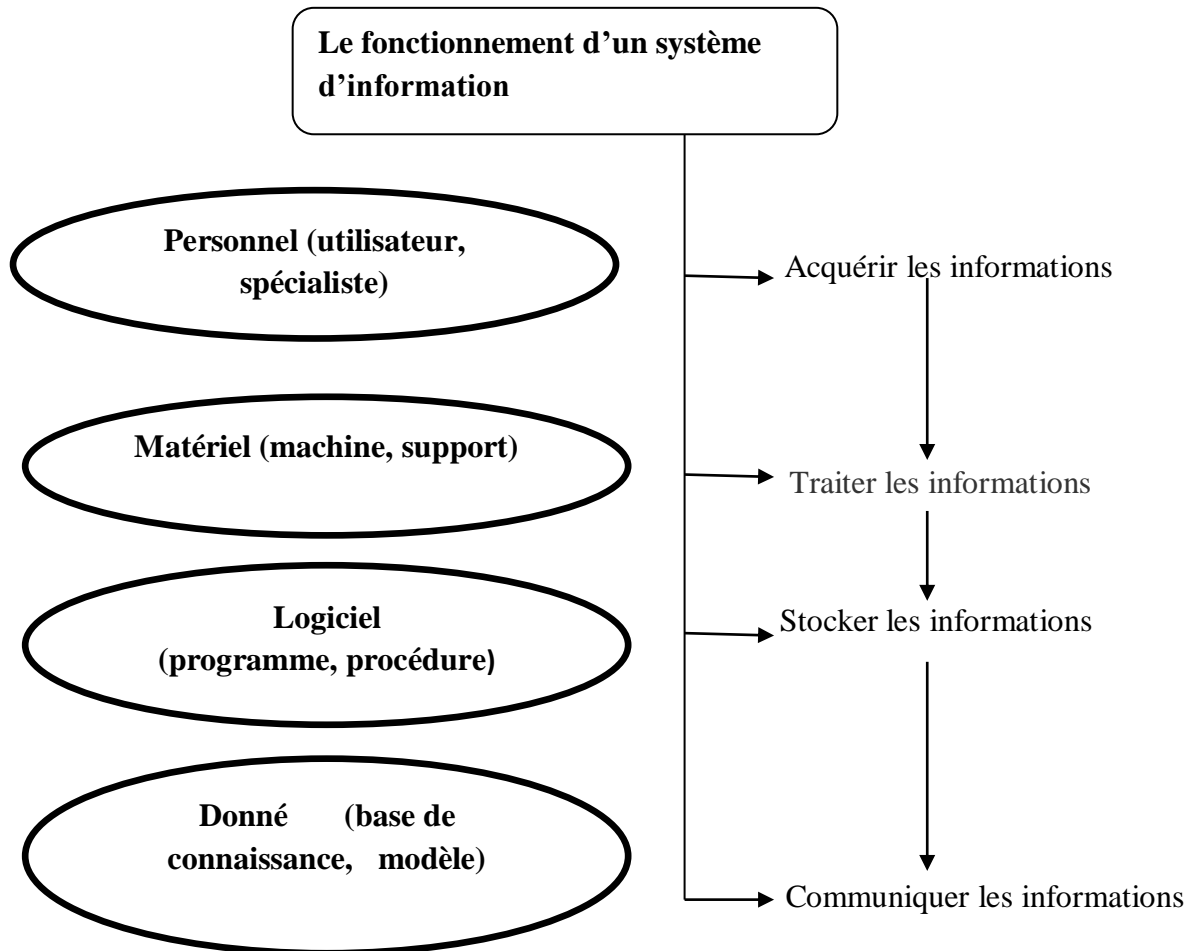 Le fonctionnement d’un système
d’information
Personnel (utilisateur,
spécialiste)
Acquérir les informations
Matériel (machine, support)
Traiter les informations
Logiciel
(programme, procédure)
Stocker les informations
Donné (base de
connaissance, modèle)
Communiquer les informations